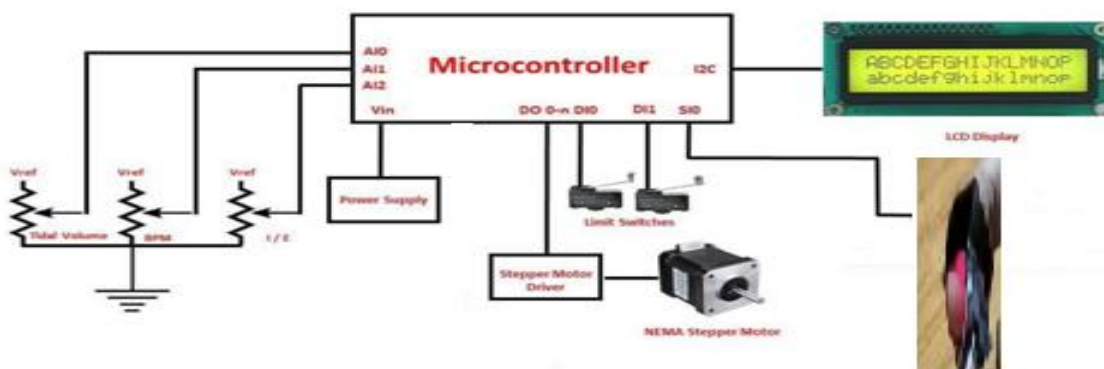 AI0
AI1
AI2
Microcontroller
I2C
Vin
DO 0-n DI0
DI1
SI0
ABCDEFGHIJKLMNOP
abcdefghijklmnop
LCD Display
Vref
Vref
Vref
Tidal Volume
BPM
I / E
Power Supply
Limit Switches
Stepper Motor
Driver
NEMA Stepper Motor